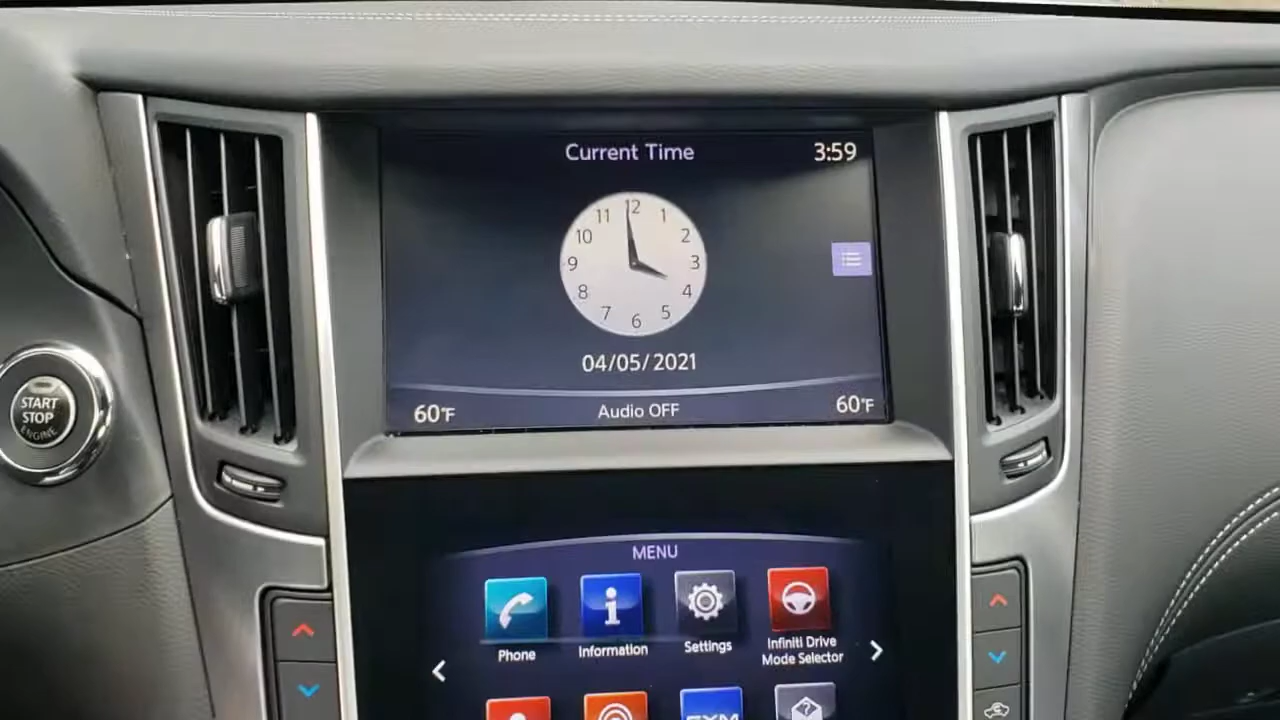 Current Time
3:59
11 12 1
10 2
9 3
8 4
7 6 5
04/05/2021
60°F
Audio OFF
60°F
START
STOP
ENGINE
MENU
Phone
Information
Settings
Infiniti Drive
Mode Selector